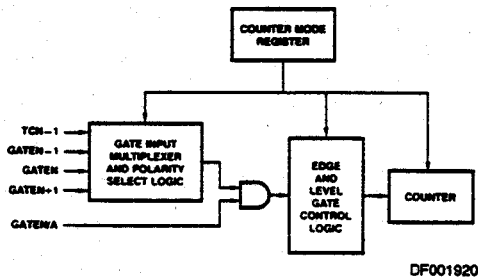 COUNTER MODE
REGISTER
TCN-1
GATEN-1
GATEN
GATEN+1
GATEN/A
GATE INPUT
MULTIPLEXER
AND POLARITY
SELECT LOGIC
EDGE
AND
LEVEL
GATE
CONTROL
LOGIC
COUNTER
DF001920